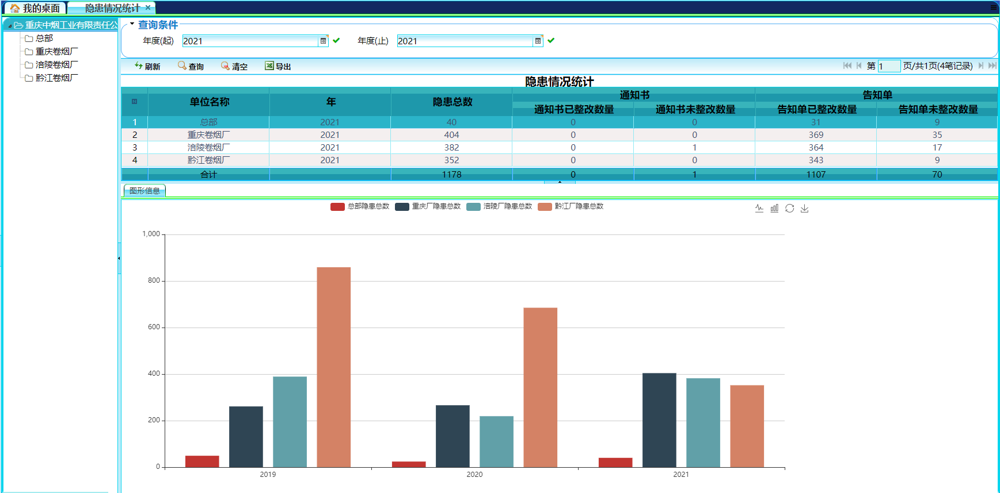 我的桌面 隐患情况统计
重庆中烟工业有限责任公
总部
重庆卷烟厂
涪陵卷烟厂
黔江卷烟厂
查询条件
年度(起) 2021 年度(止) 2021
刷新 查询 清空 导出 第 1 页/共1页(4笔记录)
隐患情况统计
单位名称 年 隐患总数 通知书 告知单
通知书已整改数量 通知书未整改数量 告知单已整改数量 告知单未整改数量
1 总部 2021 40 0 0 31 9
2 重庆卷烟厂 2021 404 0 0 369 35
3 涪陵卷烟厂 2021 382 0 1 364 17
4 黔江卷烟厂 2021 352 0 0 343 9
合计 1178 0 1 1107 70
图形信息
总部隐患总数 重庆厂隐患总数 涪陵厂隐患总数 黔江厂隐患总数
1,000
800
600
400
200
0
2019 2020 2021